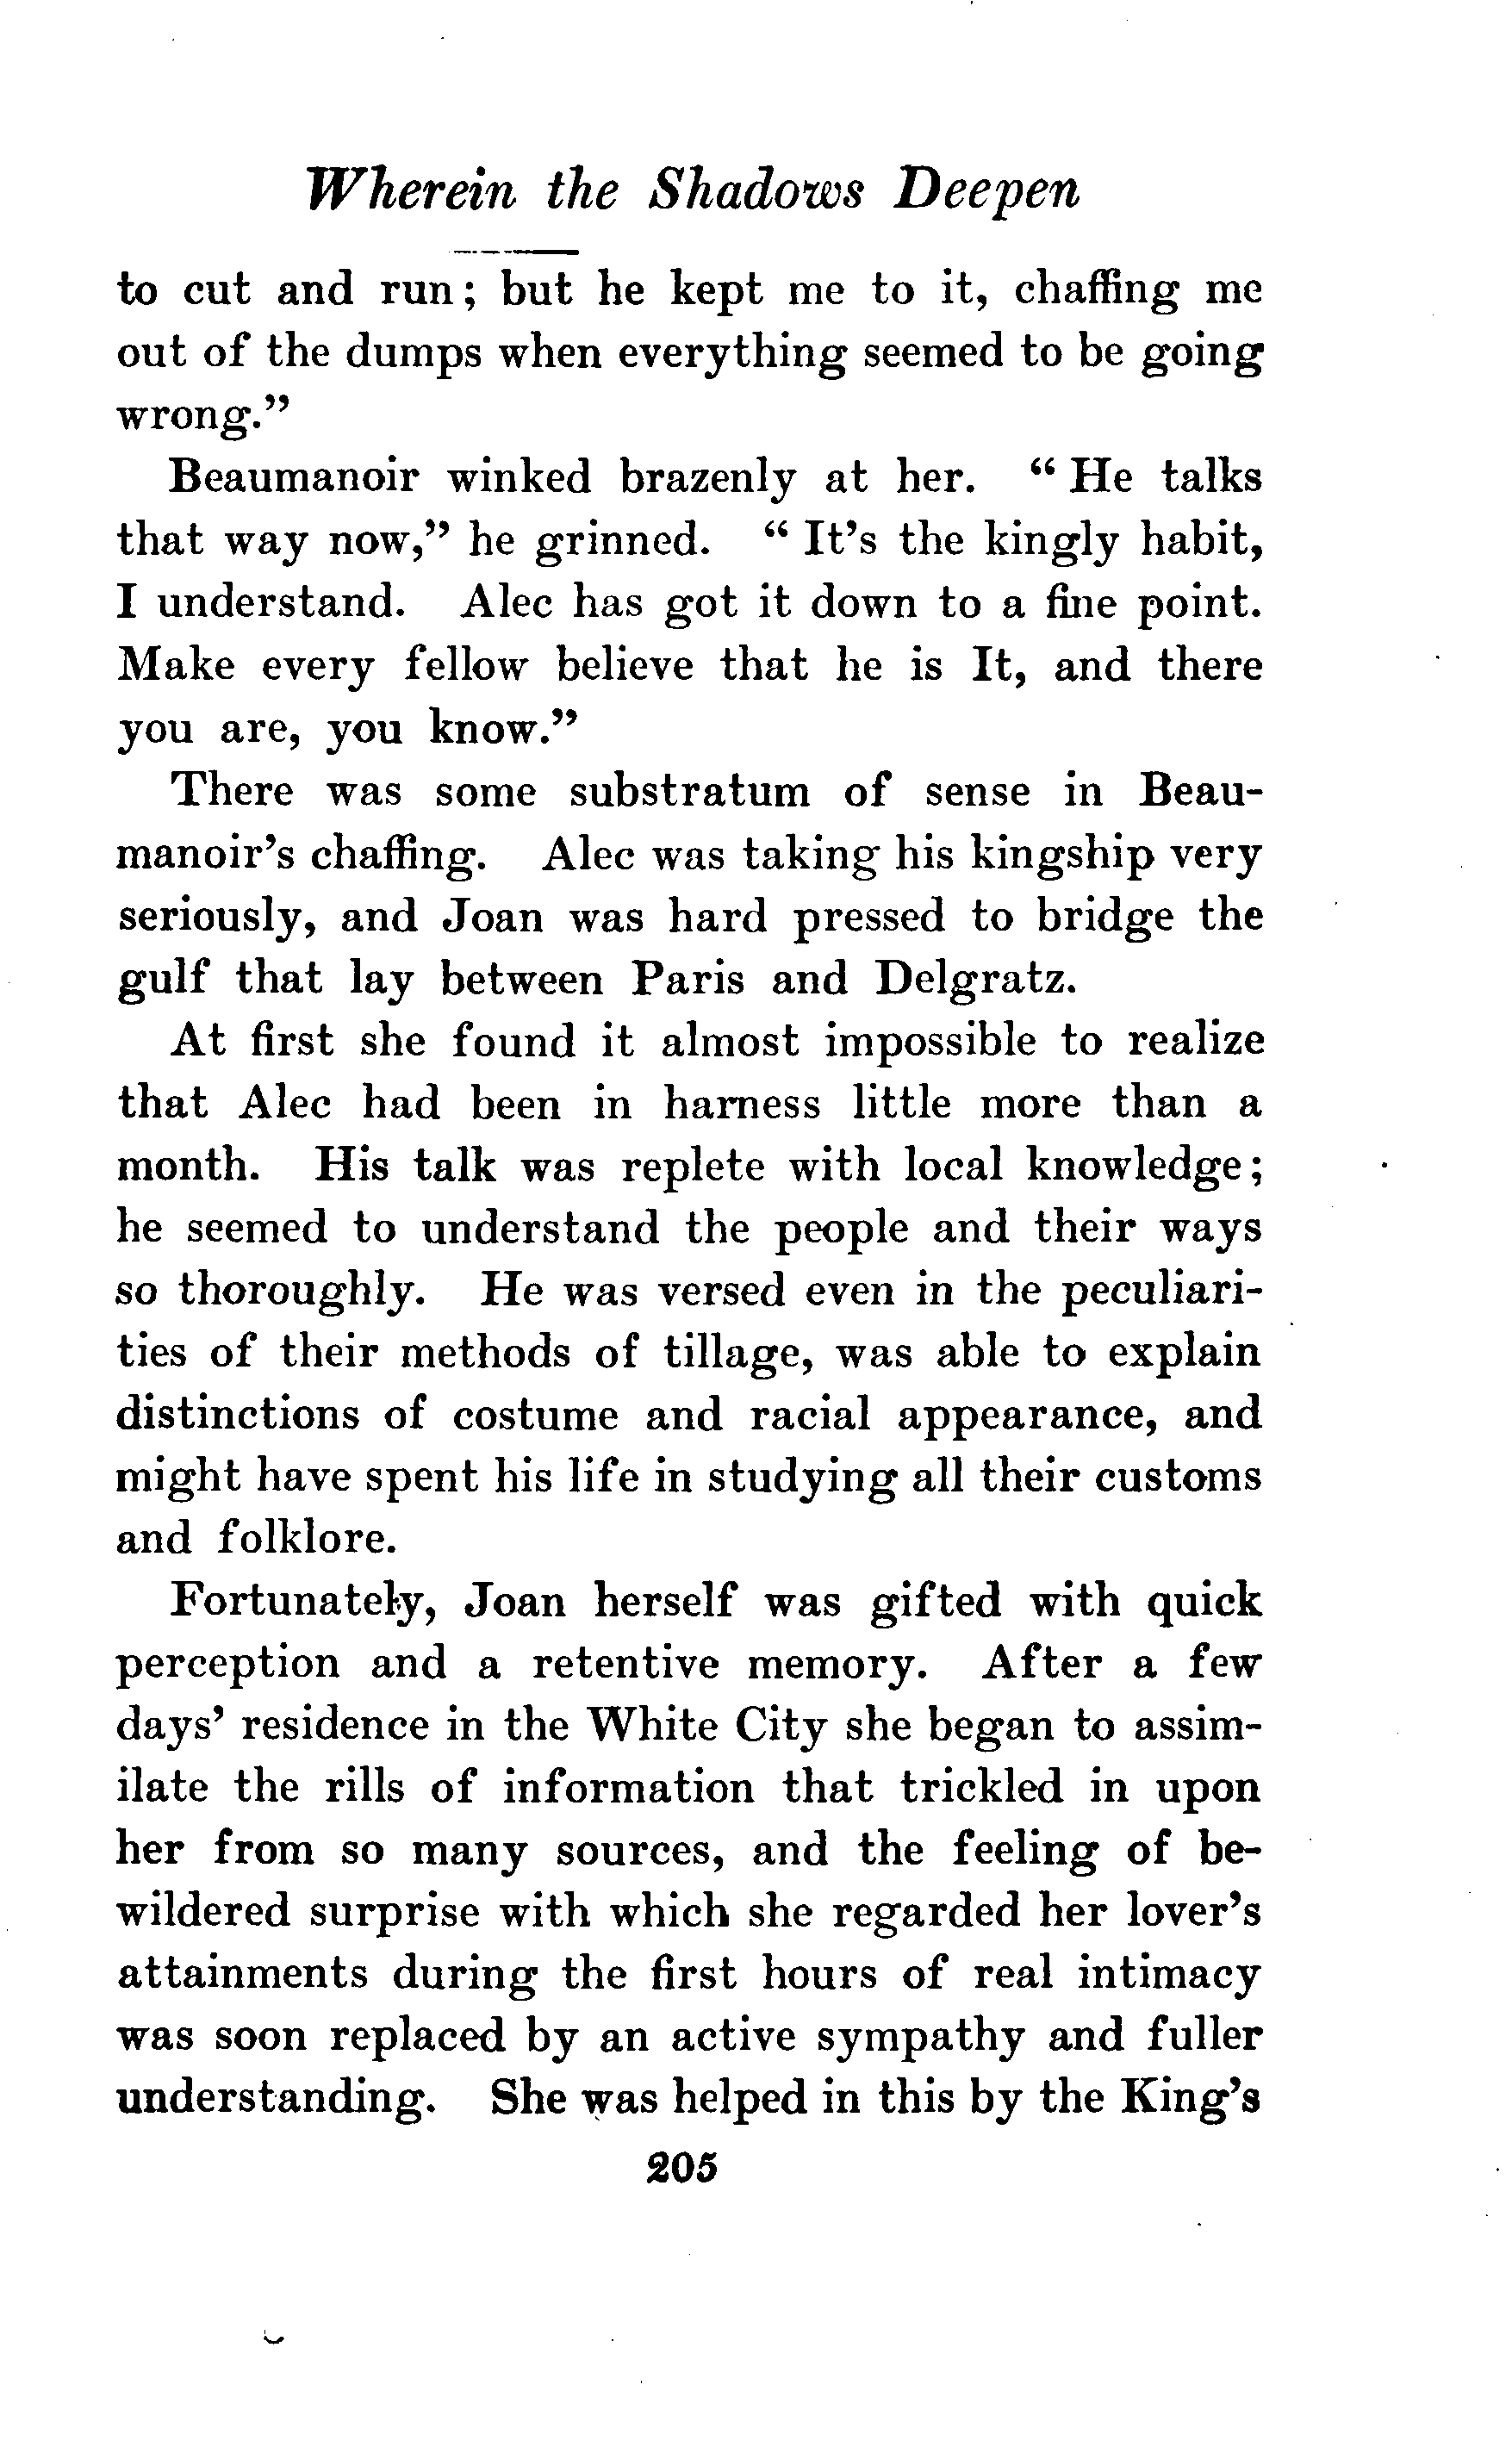 Wherein the Shadows Deepen
to cut and run; but he kept me to it, chaffing me
out of the dumps when everything seemed to be going
wrong.”
Beaumanoir winked brazenly at her. “ He talks
that way now,” he grinned. “ It’s the kingly habit,
I understand. Alec has got it down to a fine point.
Make every fellow believe that he is It, and there
you are, you know.”
There was some substratum of sense in Beau-
manoir’s chaffing. Alec was taking his kingship very
seriously, and Joan was hard pressed to bridge the
gulf that lay between Paris and Delgratz.
At first she found it almost impossible to realize
that Alec had been in harness little more than a
month. His talk was replete with local knowledge;
he seemed to understand the people and their ways
so thoroughly. He was versed even in the peculiari-
ties of their methods of tillage, was able to explain
distinctions of costume and racial appearance, and
might have spent his life in studying all their customs
and folklore.
Fortunately, Joan herself was gifted with quick
perception and a retentive memory. After a few
days’ residence in the White City she began to assim-
ilate the rills of information that trickled in upon
her from so many sources, and the feeling of be-
wildered surprise with which she regarded her lover’s
attainments during the first hours of real intimacy
was soon replaced by an active sympathy and fuller
understanding. She was helped in this by the King’s
205